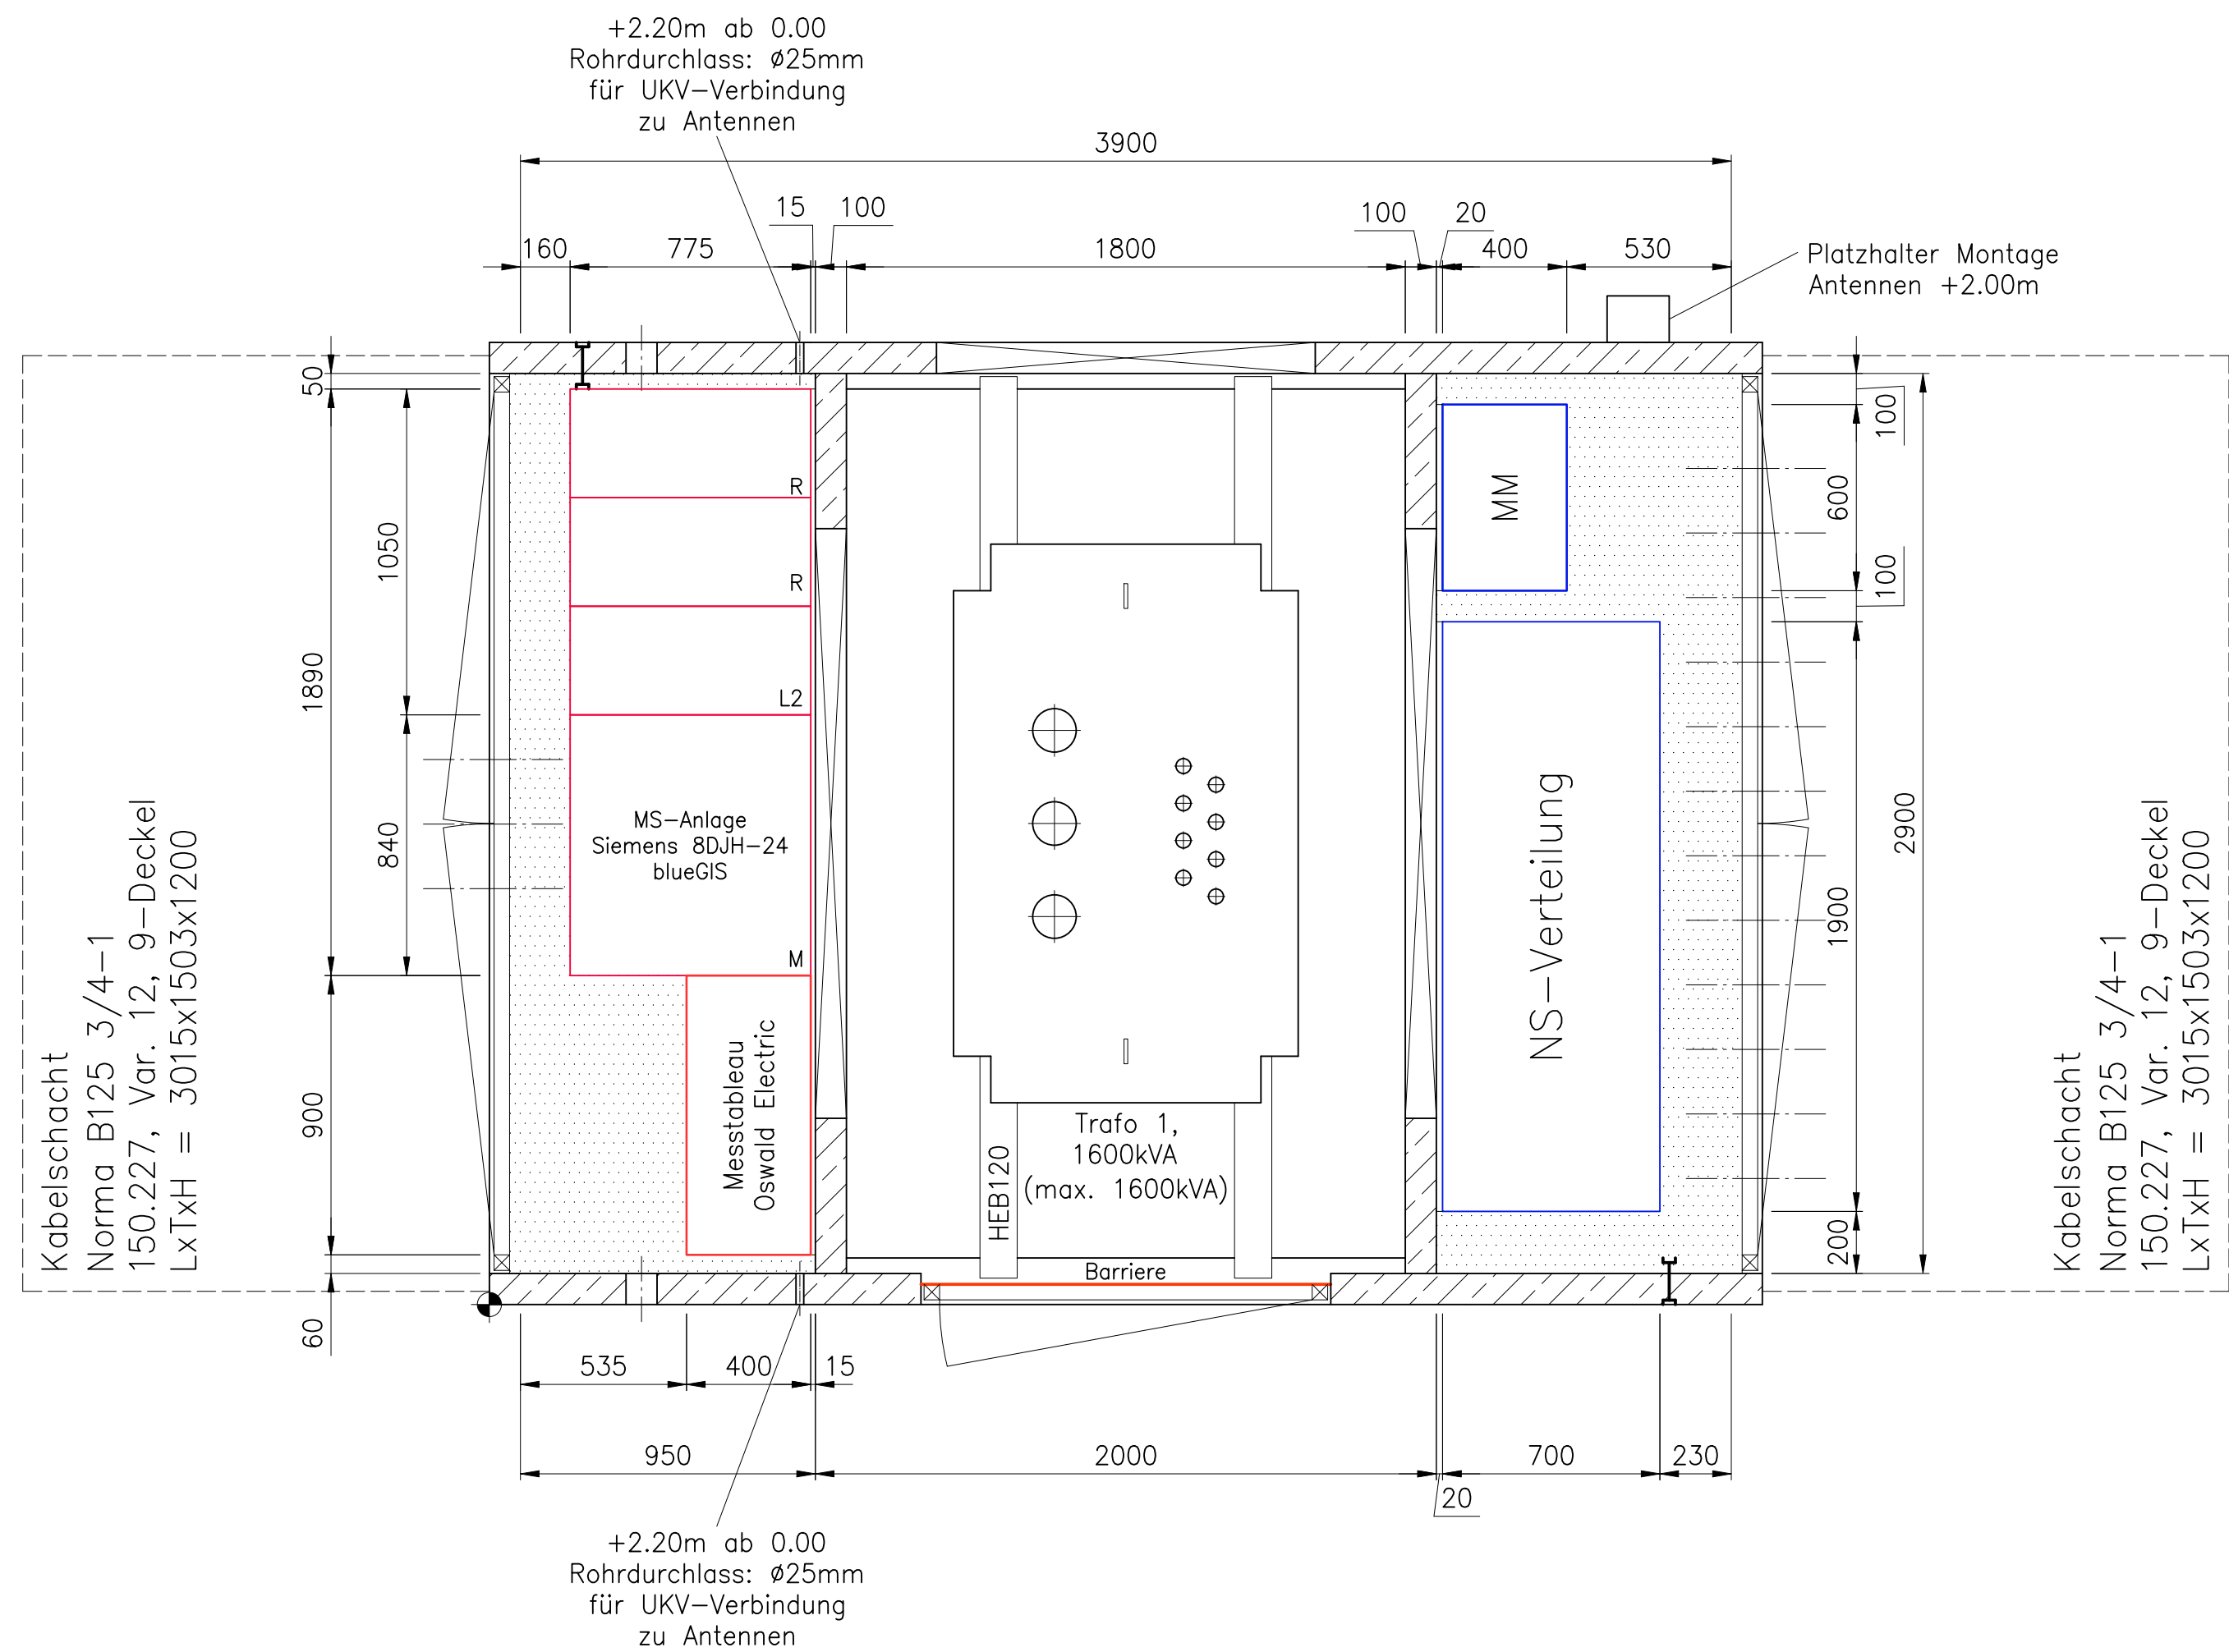 +2.20m ab 0.00
Rohrdurchlass: ø25mm
für UKV-Verbindung
zu Antennen
3900
15
100
100
20
160
775
1800
400
530
Platzhalter Montage
Antennen +2.00m
50
1890
900
60
1050
840
R
R
L2
MS-Anlage
Siemens 8DJH-24
blueGIS
M
Messtableau
Oswald Electric
HEB120
Trafo 1,
1600kVA
(max. 1600kVA)
Barriere
MM
NS-Verteilung
100
600
100
1900
200
2900
Kabelschacht
Norma B125 3/4-1
150.227, Var. 12, 9-Deckel
LxTxH = 3015x1503x1200
Kabelschacht
Norma B125 3/4-1
150.227, Var. 12, 9-Deckel
LxTxH = 3015x1503x1200
535
400
15
950
2000
700
230
20
+2.20m ab 0.00
Rohrdurchlass: ø25mm
für UKV-Verbindung
zu Antennen